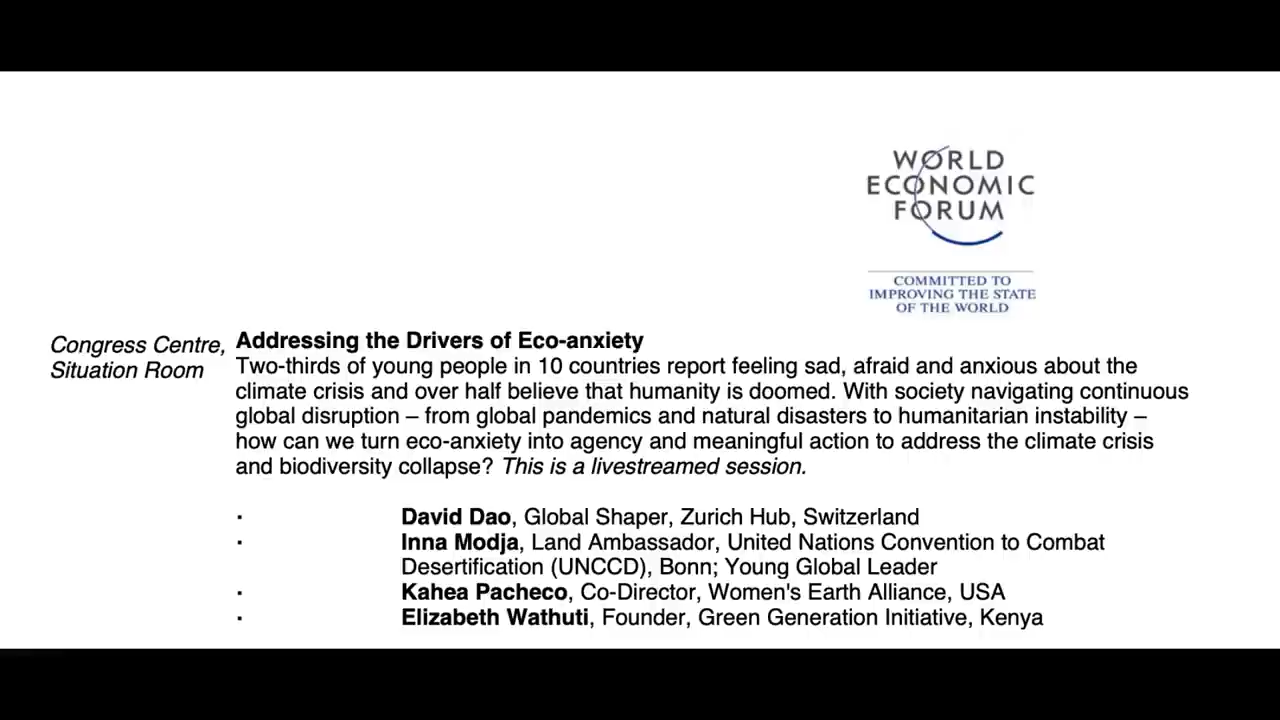 WORLD
ECONOMIC
FORUM
COMMITTED TO
IMPROVING THE STATE
OF THE WORLD
Congress Centre,
Situation Room
Addressing the Drivers of Eco-anxiety
Two-thirds of young people in 10 countries report feeling sad, afraid and anxious about the
climate crisis and over half believe that humanity is doomed. With society navigating continuous
global disruption – from global pandemics and natural disasters to humanitarian instability –
how can we turn eco-anxiety into agency and meaningful action to address the climate crisis
and biodiversity collapse? This is a livestreamed session.
· David Dao, Global Shaper, Zurich Hub, Switzerland
· Inna Modja, Land Ambassador, United Nations Convention to Combat
Desertification (UNCCD), Bonn; Young Global Leader
· Kahea Pacheco, Co-Director, Women's Earth Alliance, USA
· Elizabeth Wathuti, Founder, Green Generation Initiative, Kenya